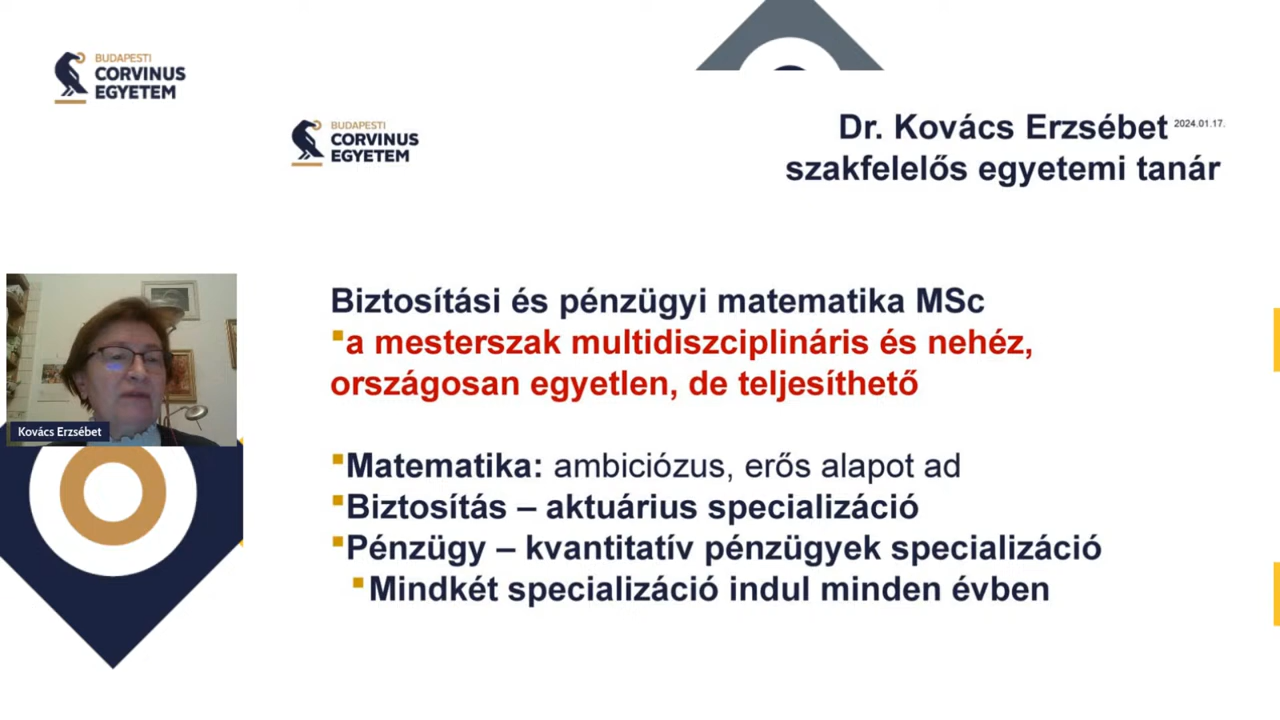 BUDAPESTI
CORVINUS
EGYETEM
BUDAPESTI
CORVINUS
EGYETEM
Dr. Kovács Erzsébet 2024.01.17.
szakfelelős egyetemi tanár
Biztosítási és pénzügyi matematika MSc
a mesterszak multidiszciplináris és nehéz,
országosan egyetlen, de teljesíthető
Kovács Erzsébet
Matematika: ambiciózus, erős alapot ad
Biztosítás – aktuárius specializáció
Pénzügy – kvantitatív pénzügyek specializáció
Mindkét specializáció indul minden évben